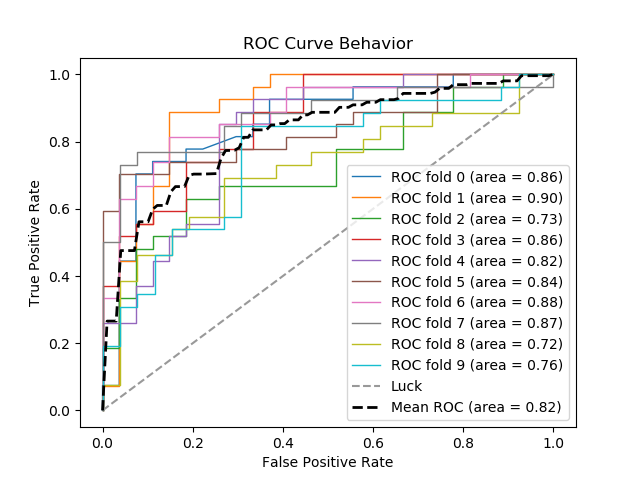 ROC Curve Behavior
True Positive Rate
1.0
0.8
0.6
0.4
0.2
0.0
ROC fold 0 (area = 0.86)
ROC fold 1 (area = 0.90)
ROC fold 2 (area = 0.73)
ROC fold 3 (area = 0.86)
ROC fold 4 (area = 0.82)
ROC fold 5 (area = 0.84)
ROC fold 6 (area = 0.88)
ROC fold 7 (area = 0.87)
ROC fold 8 (area = 0.72)
ROC fold 9 (area = 0.76)
Luck
Mean ROC (area = 0.82)
0.0 0.2 0.4 0.6 0.8 1.0
False Positive Rate